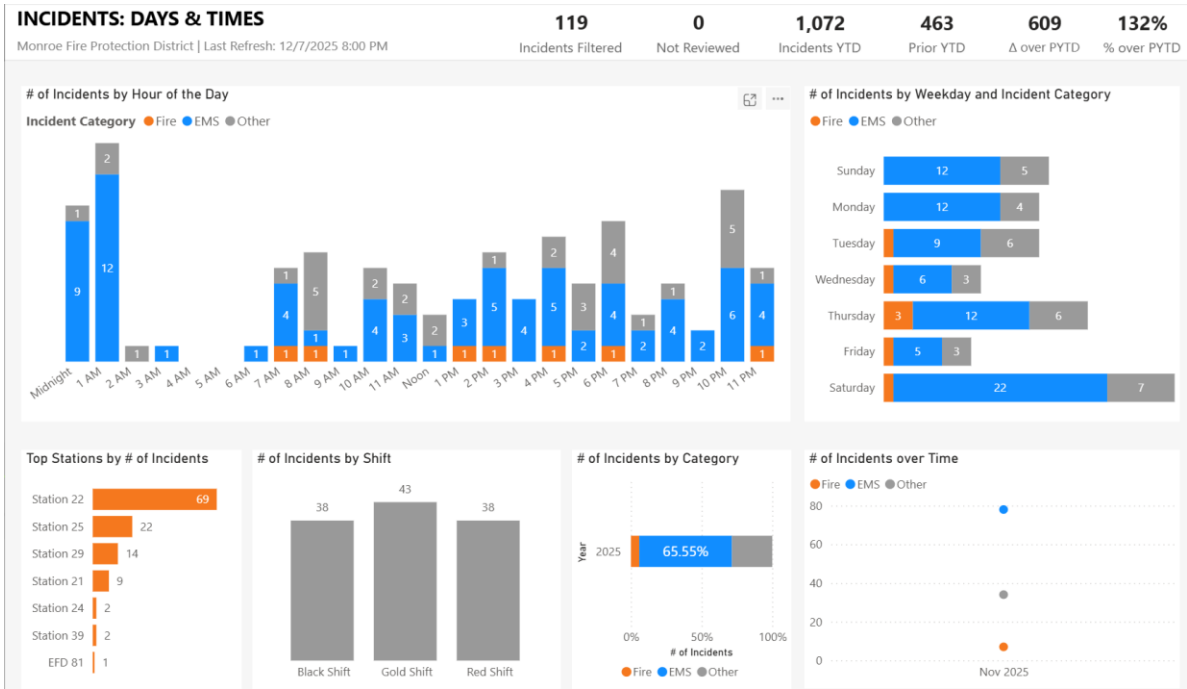 INCIDENTS: DAYS & TIMES
Monroe Fire Protection District | Last Refresh: 12/7/2025 8:00 PM
119 0 1,072 463 609 132%
Incidents Filtered Not Reviewed Incidents YTD Prior YTD Δ over PYTD % over PYTD
# of Incidents by Hour of the Day
Incident Category Fire EMS Other
2
1
12
9
1
1
1
1
4
1
5
1
1
1
2
4
2
3
2
1
3
1
1
5
1
4
2
5
1
3
2
4
4
1
1
2
1
4
2
5
6
1
4
1
Midnight 1 AM 2 AM 3 AM 4 AM 5 AM 6 AM 7 AM 8 AM 9 AM 10 AM 11 AM Noon 1 PM 2 PM 3 PM 4 PM 5 PM 6 PM 7 PM 8 PM 9 PM 10 PM 11 PM
# of Incidents by Weekday and Incident Category
Fire EMS Other
Sunday 12 5
Monday 12 4
Tuesday 9 6
Wednesday 6 3
Thursday 3 12 6
Friday 5 3
Saturday 22 7
Top Stations by # of Incidents
Station 22 69
Station 25 22
Station 29 14
Station 21 9
Station 24 2
Station 39 2
EFD 81 1
# of Incidents by Shift
38 43 38
Black Shift Gold Shift Red Shift
# of Incidents by Category
Year
2025 65.55%
0% 50% 100%
# of Incidents
Fire EMS Other
# of Incidents over Time
Fire EMS Other
80
60
40
20
0
Nov 2025